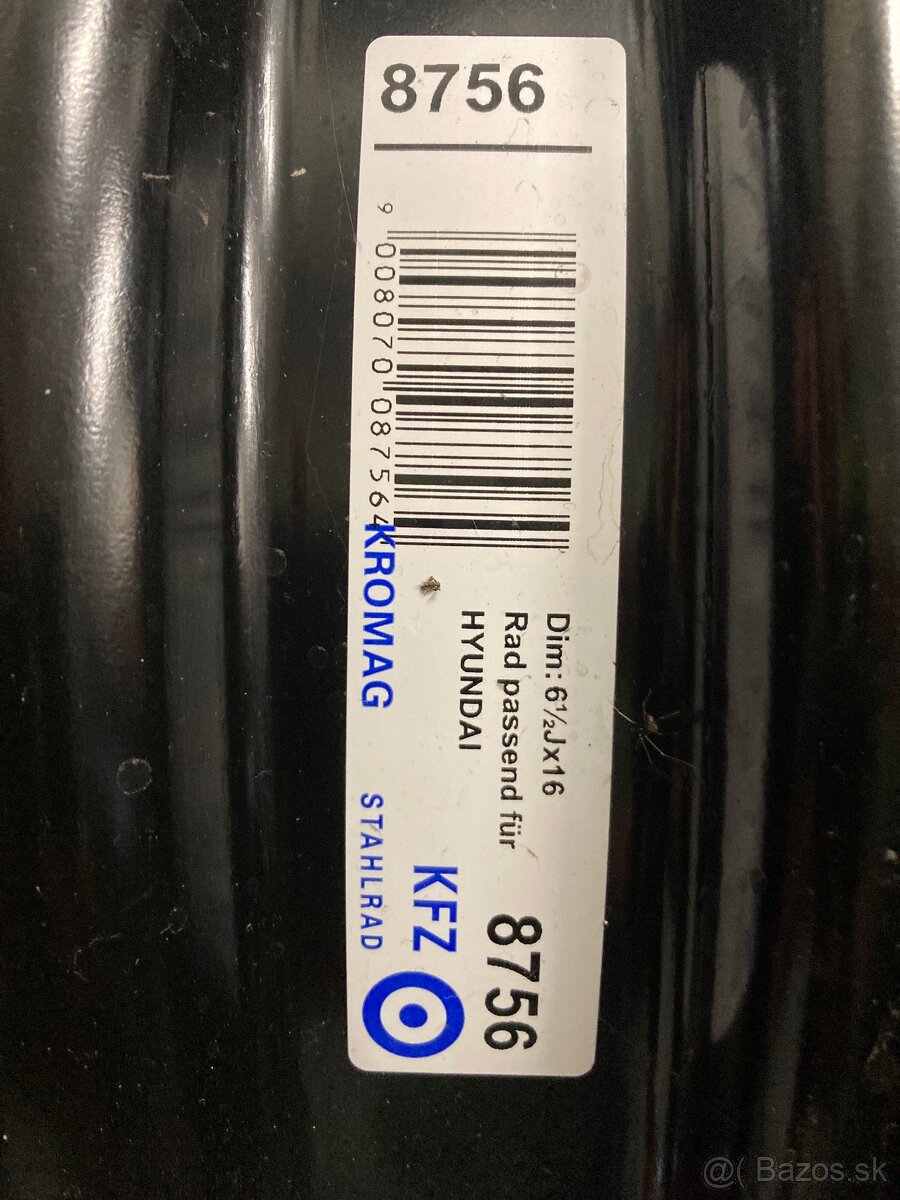 8756
9 008070 087564
Dim: 6½Jx16
Rad passend für
HYUNDAI
8756
KROMAG
STAHLRAD
KFZ
@( Bazos.sk